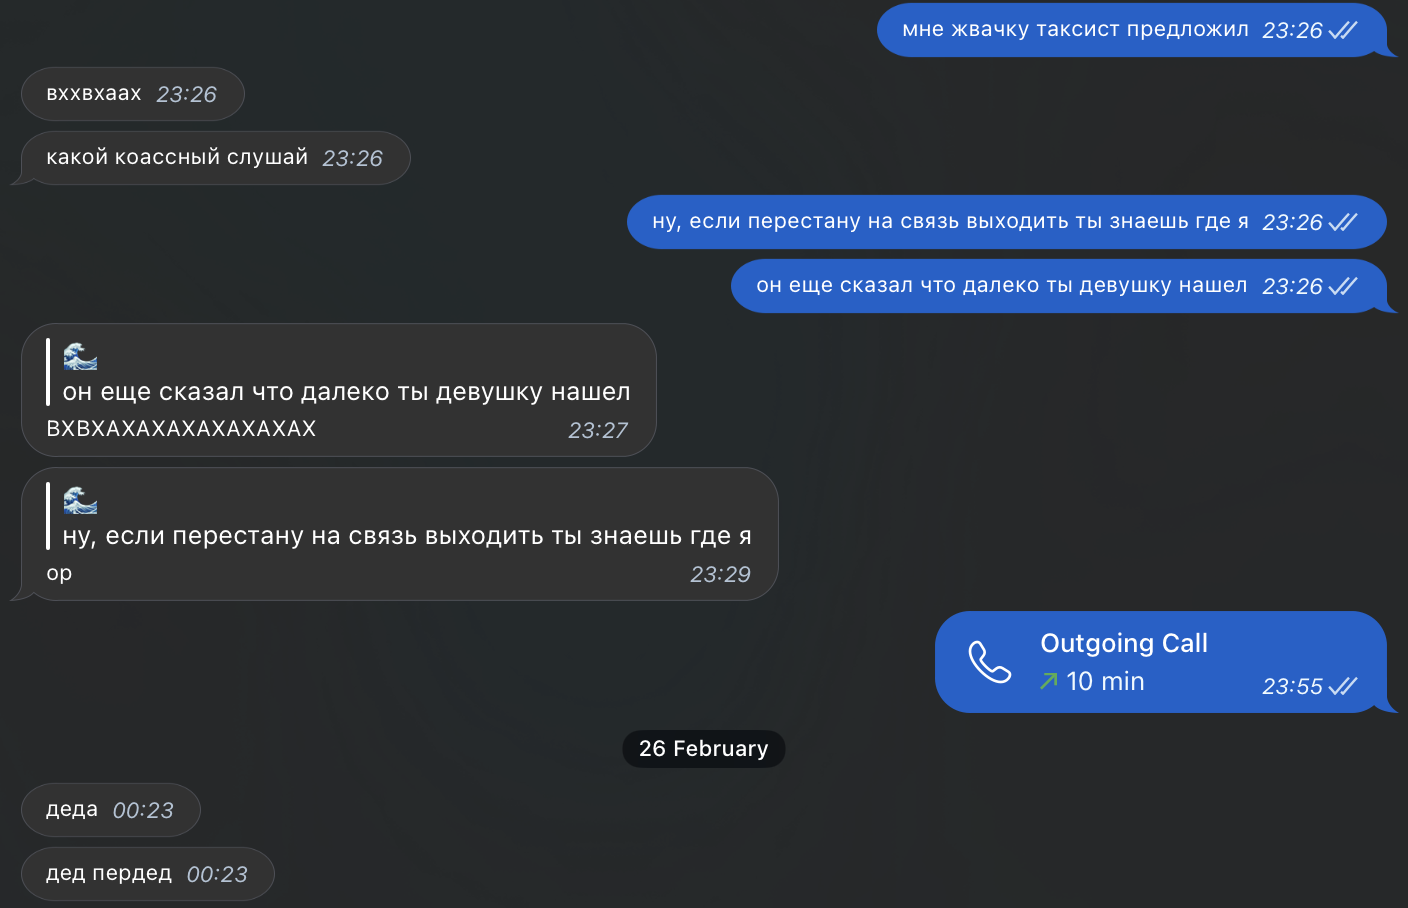 мне жвачку таксист предложил 23:26
вххвхаах 23:26
какой коассный слушай 23:26
ну, если перестану на связь выходить ты знаешь где я 23:26
он еще сказал что далеко ты девушку нашел 23:26
🌊
он еще сказал что далеко ты девушку нашел
ВХВХАХАХАХАХАХАХАХ 23:27
🌊
ну, если перестану на связь выходить ты знаешь где я
ор 23:29
Outgoing Call
10 min 23:55
26 February
деда 00:23
дед пердед 00:23